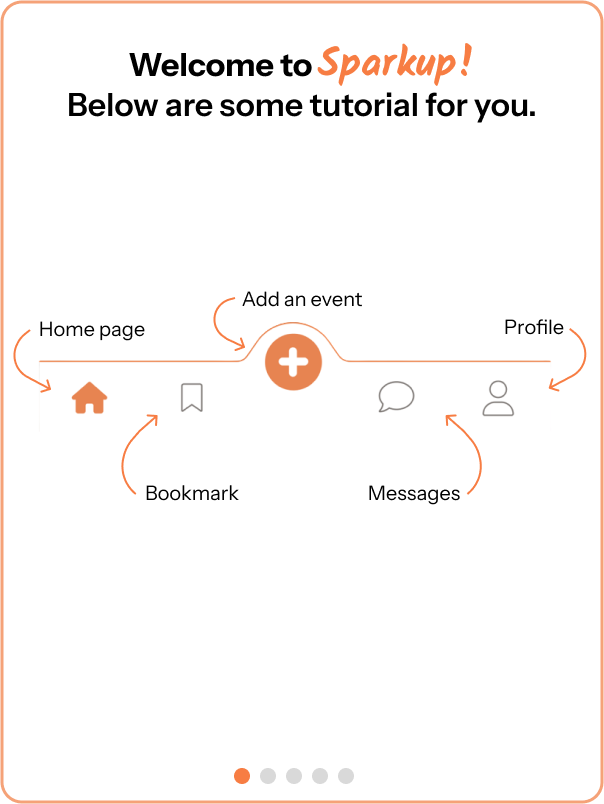 Welcome to Sparkup!
Below are some tutorial for you.
Add an event
Home page
Profile
Bookmark
Messages